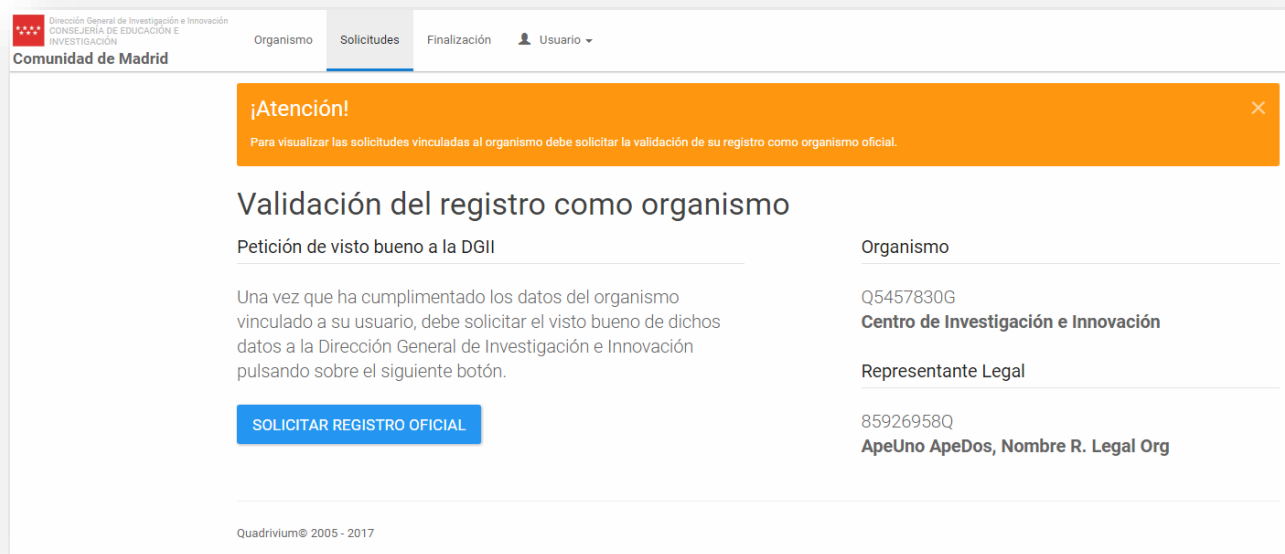 Dirección General de Investigación e Innovación
CONSEJERÍA DE EDUCACIÓN E
INVESTIGACIÓN
Comunidad de Madrid
Organismo
Solicitudes
Finalización
Usuario
¡Atención!
Para visualizar las solicitudes vinculadas al organismo debe solicitar la validación de su registro como organismo oficial.
Validación del registro como organismo
Petición de visto bueno a la DGII
Una vez que ha cumplimentado los datos del organismo
vinculado a su usuario, debe solicitar el visto bueno de dichos
datos a la Dirección General de Investigación e Innovación
pulsando sobre el siguiente botón.
SOLICITAR REGISTRO OFICIAL
Organismo
Q5457830G
Centro de Investigación e Innovación
Representante Legal
85926958Q
ApeUno ApeDos, Nombre R. Legal Org
Quadrivium© 2005 - 2017